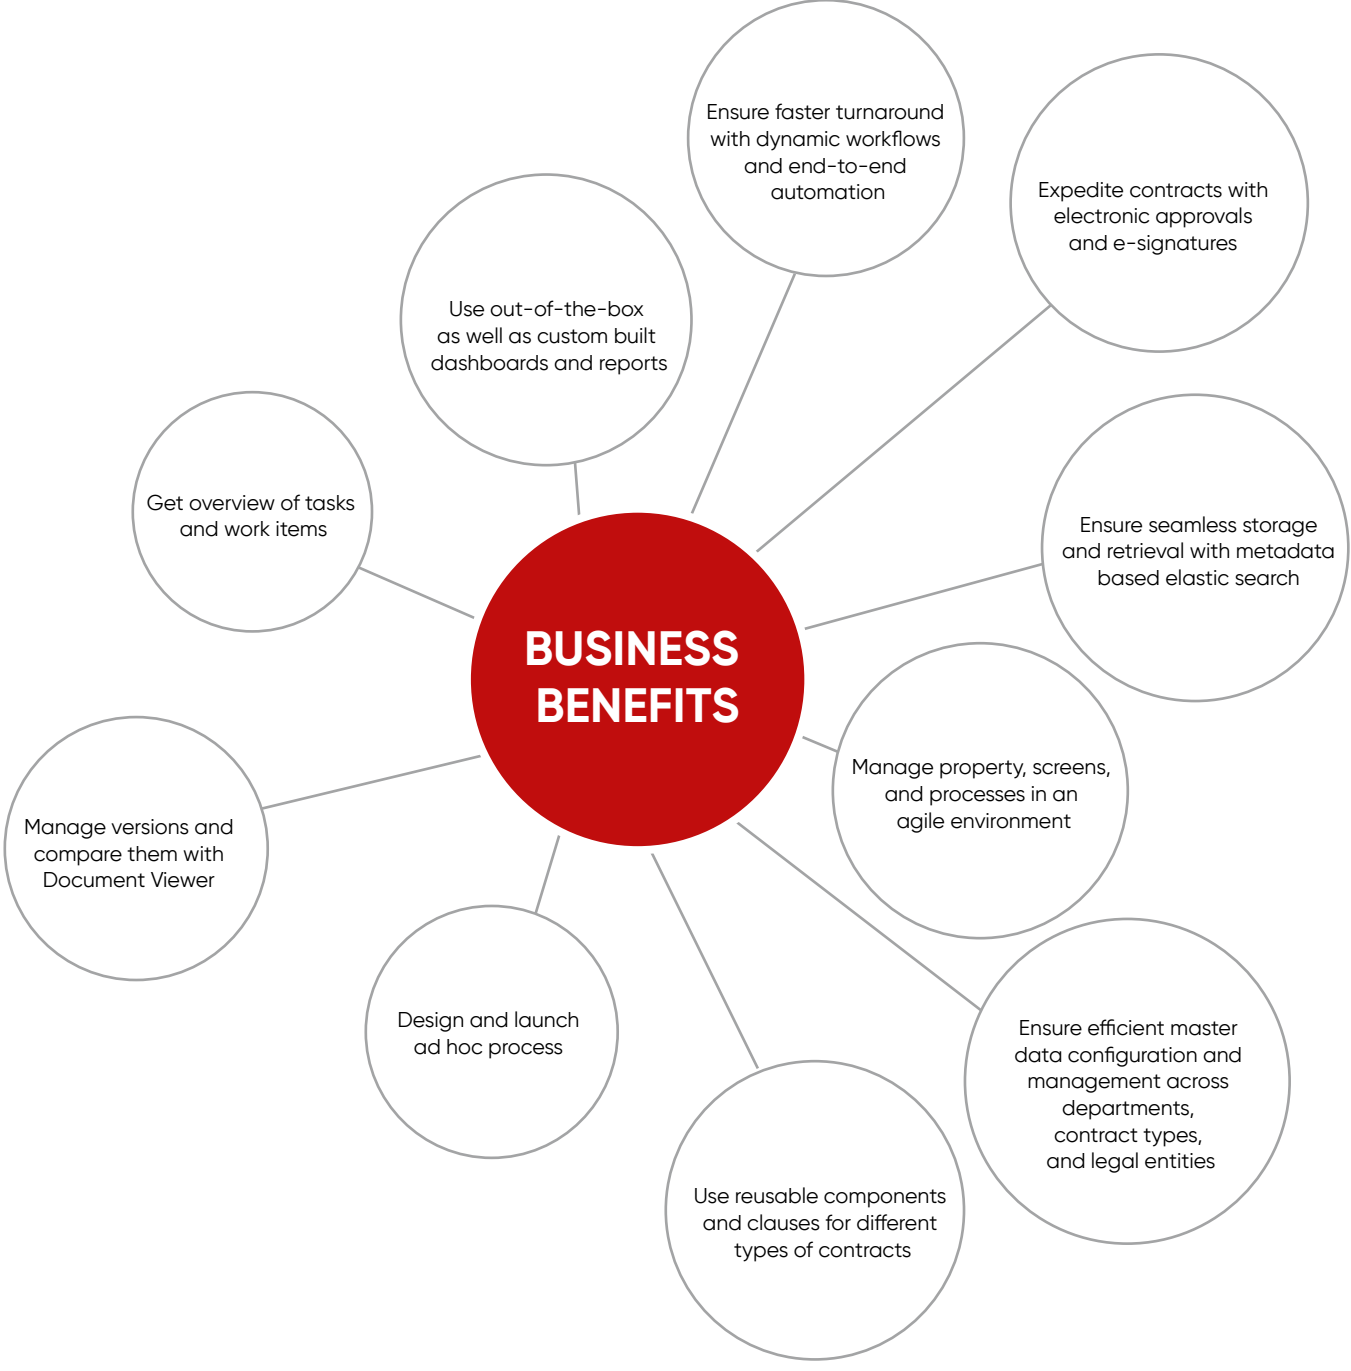 Ensure faster turnaround
with dynamic workflows
and end-to-end
automation
Expedite contracts with
electronic approvals
and e-signatures
Use out-of-the-box
as well as custom built
dashboards and reports
Get overview of tasks
and work items
Ensure seamless storage
and retrieval with metadata
based elastic search
BUSINESS
BENEFITS
Manage property, screens,
and processes in an
agile environment
Manage versions and
compare them with
Document Viewer
Design and launch
ad hoc process
Ensure efficient master
data configuration and
management across
departments,
contract types,
and legal entities
Use reusable components
and clauses for different
types of contracts